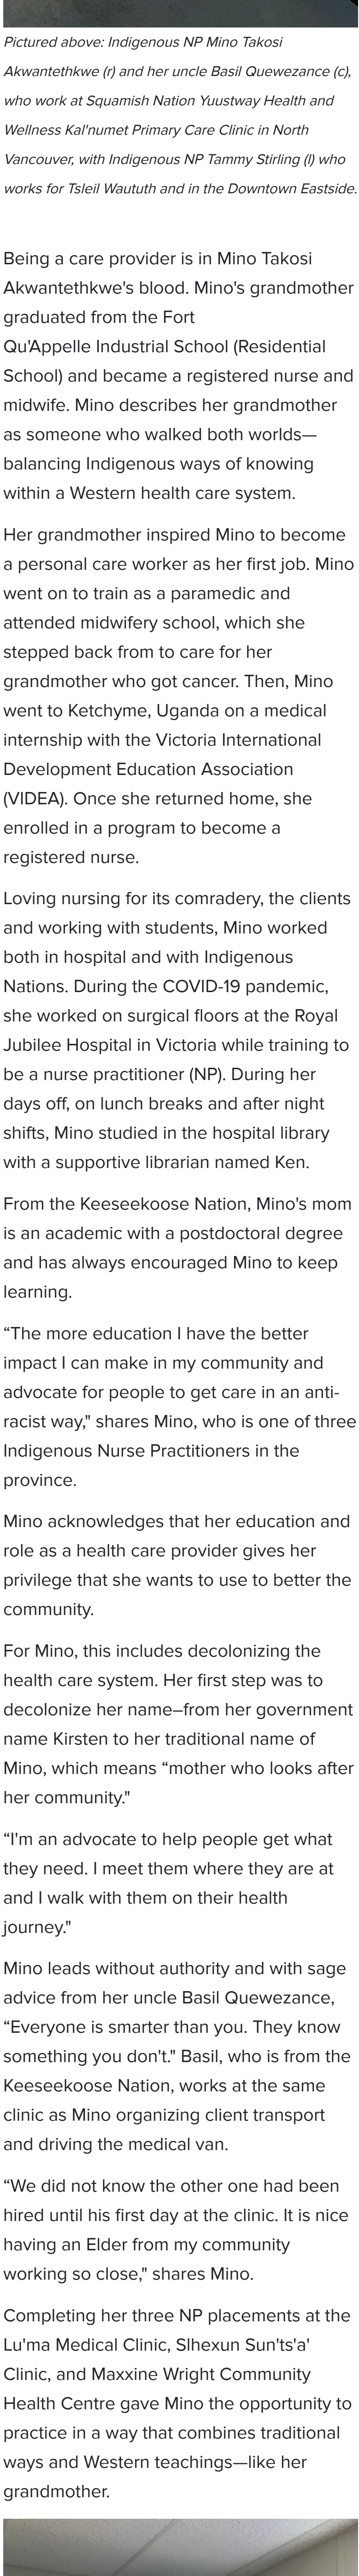 Pictured above: Indigenous NP Mino Takosi
Akwantethkwe (r) and her uncle Basil Quewezance (c),
who work at Squamish Nation Yuustway Health and
Wellness Kal'numet Primary Care Clinic in North
Vancouver, with Indigenous NP Tammy Stirling (l) who
works for Tsleil Waututh and in the Downtown Eastside.
Being a care provider is in Mino Takosi
Akwantethkwe's blood. Mino's grandmother
graduated from the Fort
Qu'Appelle Industrial School (Residential
School) and became a registered nurse and
midwife. Mino describes her grandmother
as someone who walked both worlds—
balancing Indigenous ways of knowing
within a Western health care system.
Her grandmother inspired Mino to become
a personal care worker as her first job. Mino
went on to train as a paramedic and
attended midwifery school, which she
stepped back from to care for her
grandmother who got cancer. Then, Mino
went to Ketchyme, Uganda on a medical
internship with the Victoria International
Development Education Association
(VIDEA). Once she returned home, she
enrolled in a program to become a
registered nurse.
Loving nursing for its comradery, the clients
and working with students, Mino worked
both in hospital and with Indigenous
Nations. During the COVID-19 pandemic,
she worked on surgical floors at the Royal
Jubilee Hospital in Victoria while training to
be a nurse practitioner (NP). During her
days off, on lunch breaks and after night
shifts, Mino studied in the hospital library
with a supportive librarian named Ken.
From the Keeseekoose Nation, Mino's mom
is an academic with a postdoctoral degree
and has always encouraged Mino to keep
learning.
“The more education I have the better
impact I can make in my community and
advocate for people to get care in an anti-
racist way," shares Mino, who is one of three
Indigenous Nurse Practitioners in the
province.
Mino acknowledges that her education and
role as a health care provider gives her
privilege that she wants to use to better the
community.
For Mino, this includes decolonizing the
health care system. Her first step was to
decolonize her name–from her government
name Kirsten to her traditional name of
Mino, which means “mother who looks after
her community."
“I'm an advocate to help people get what
they need. I meet them where they are at
and I walk with them on their health
journey."
Mino leads without authority and with sage
advice from her uncle Basil Quewezance,
“Everyone is smarter than you. They know
something you don't." Basil, who is from the
Keeseekoose Nation, works at the same
clinic as Mino organizing client transport
and driving the medical van.
“We did not know the other one had been
hired until his first day at the clinic. It is nice
having an Elder from my community
working so close," shares Mino.
Completing her three NP placements at the
Lu'ma Medical Clinic, Slhexun Sun'ts'a'
Clinic, and Maxxine Wright Community
Health Centre gave Mino the opportunity to
practice in a way that combines traditional
ways and Western teachings—like her
grandmother.